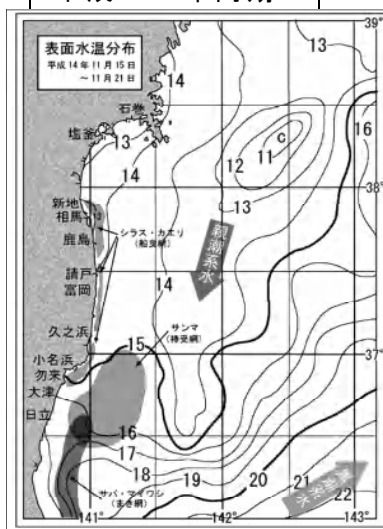 表面水温分布
平成14年11月15日
～11月21日
39°
13
14
石巻
塩釜
13
14
16
C
11
12
38°
13
新地
相馬
鹿島
シラス・カエリ
(船曳網)
親潮系水
請戸
富岡
14
久之浜
サンマ
(棒受網)
15
37°
小名浜
勿来
大津
日立
16
17
18
19
20
21
22
サバ・マイワシ
(まき網)
141°
142°
143°